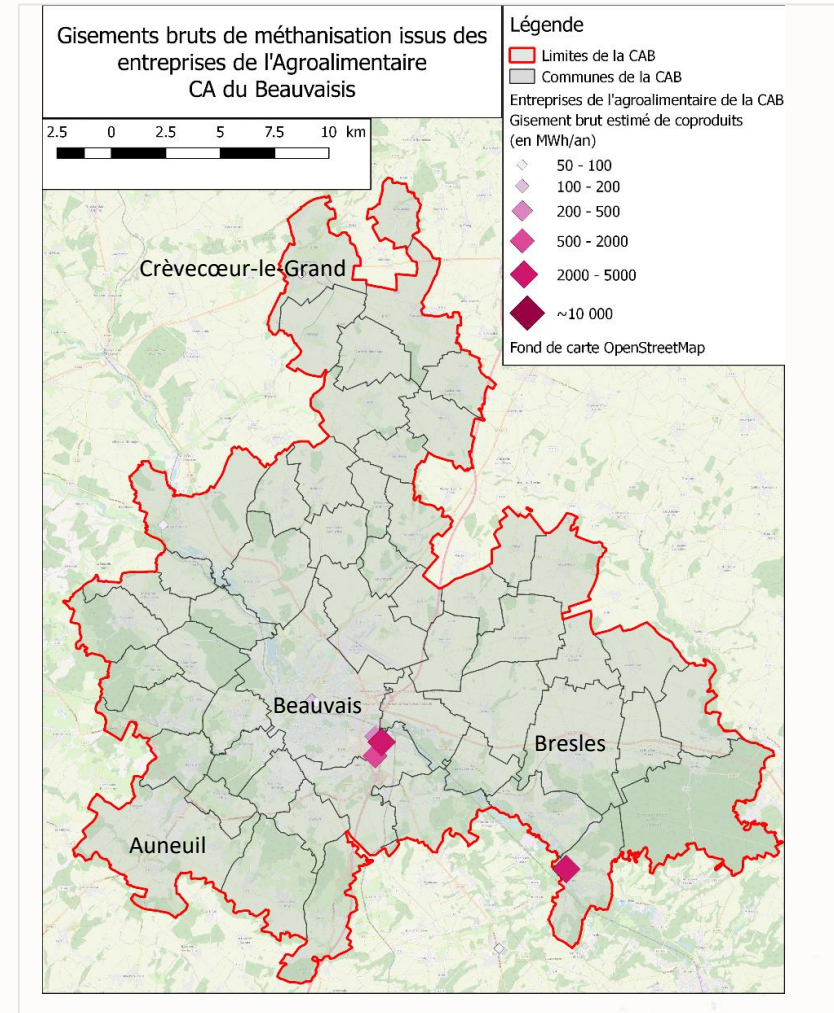 Gisements bruts de méthanisation issus des
entreprises de l'Agroalimentaire
CA du Beauvaisis
2.5 0 2.5 5 7.5 10 km
Légende
Limites de la CAB
Communes de la CAB
Entreprises de l'agroalimentaire de la CAB
Gisement brut estimé de coproduits
(en MWh/an)
50 - 100
100 - 200
200 - 500
500 - 2000
2000 - 5000
~10 000
Fond de carte OpenStreetMap
Crèvecœur-le-Grand
Beauvais
Bresles
Auneuil